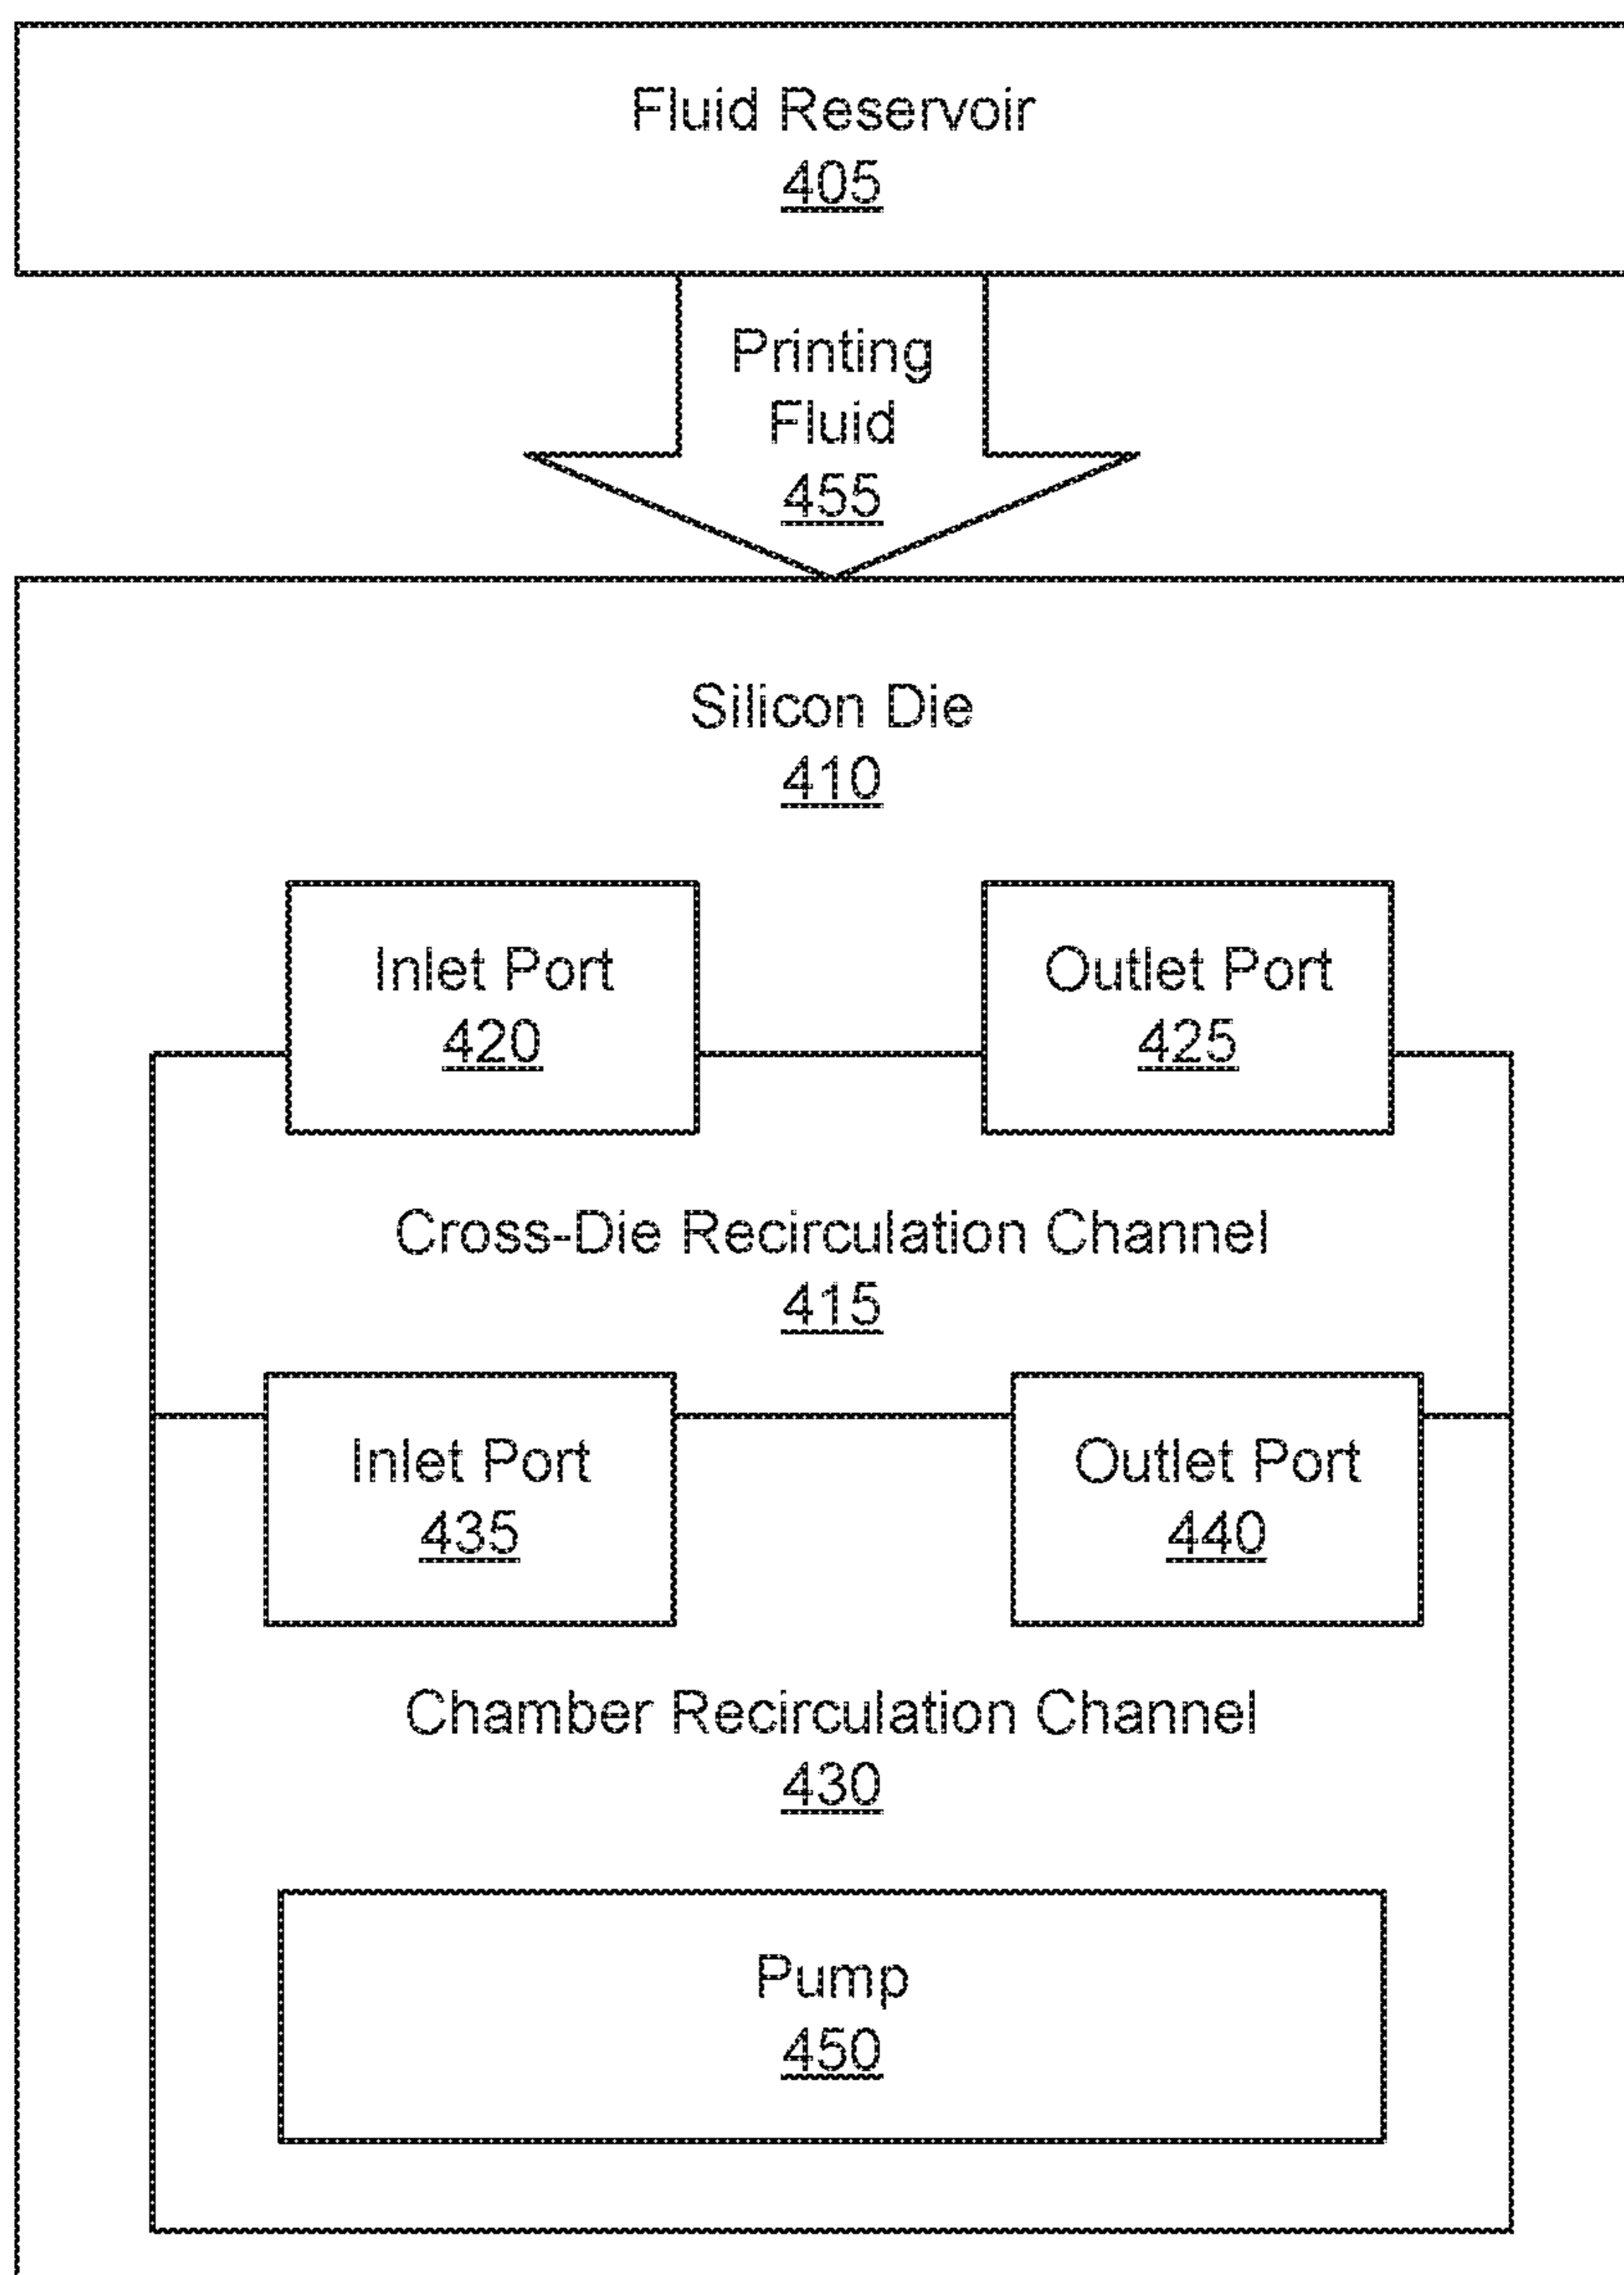 Fluid Reservoir
405
Printing
Fluid
455
Silicon Die
410
Inlet Port
420
Outlet Port
425
Cross-Die Recirculation Channel
415
Inlet Port
435
Outlet Port
440
Chamber Recirculation Channel
430
Pump
450